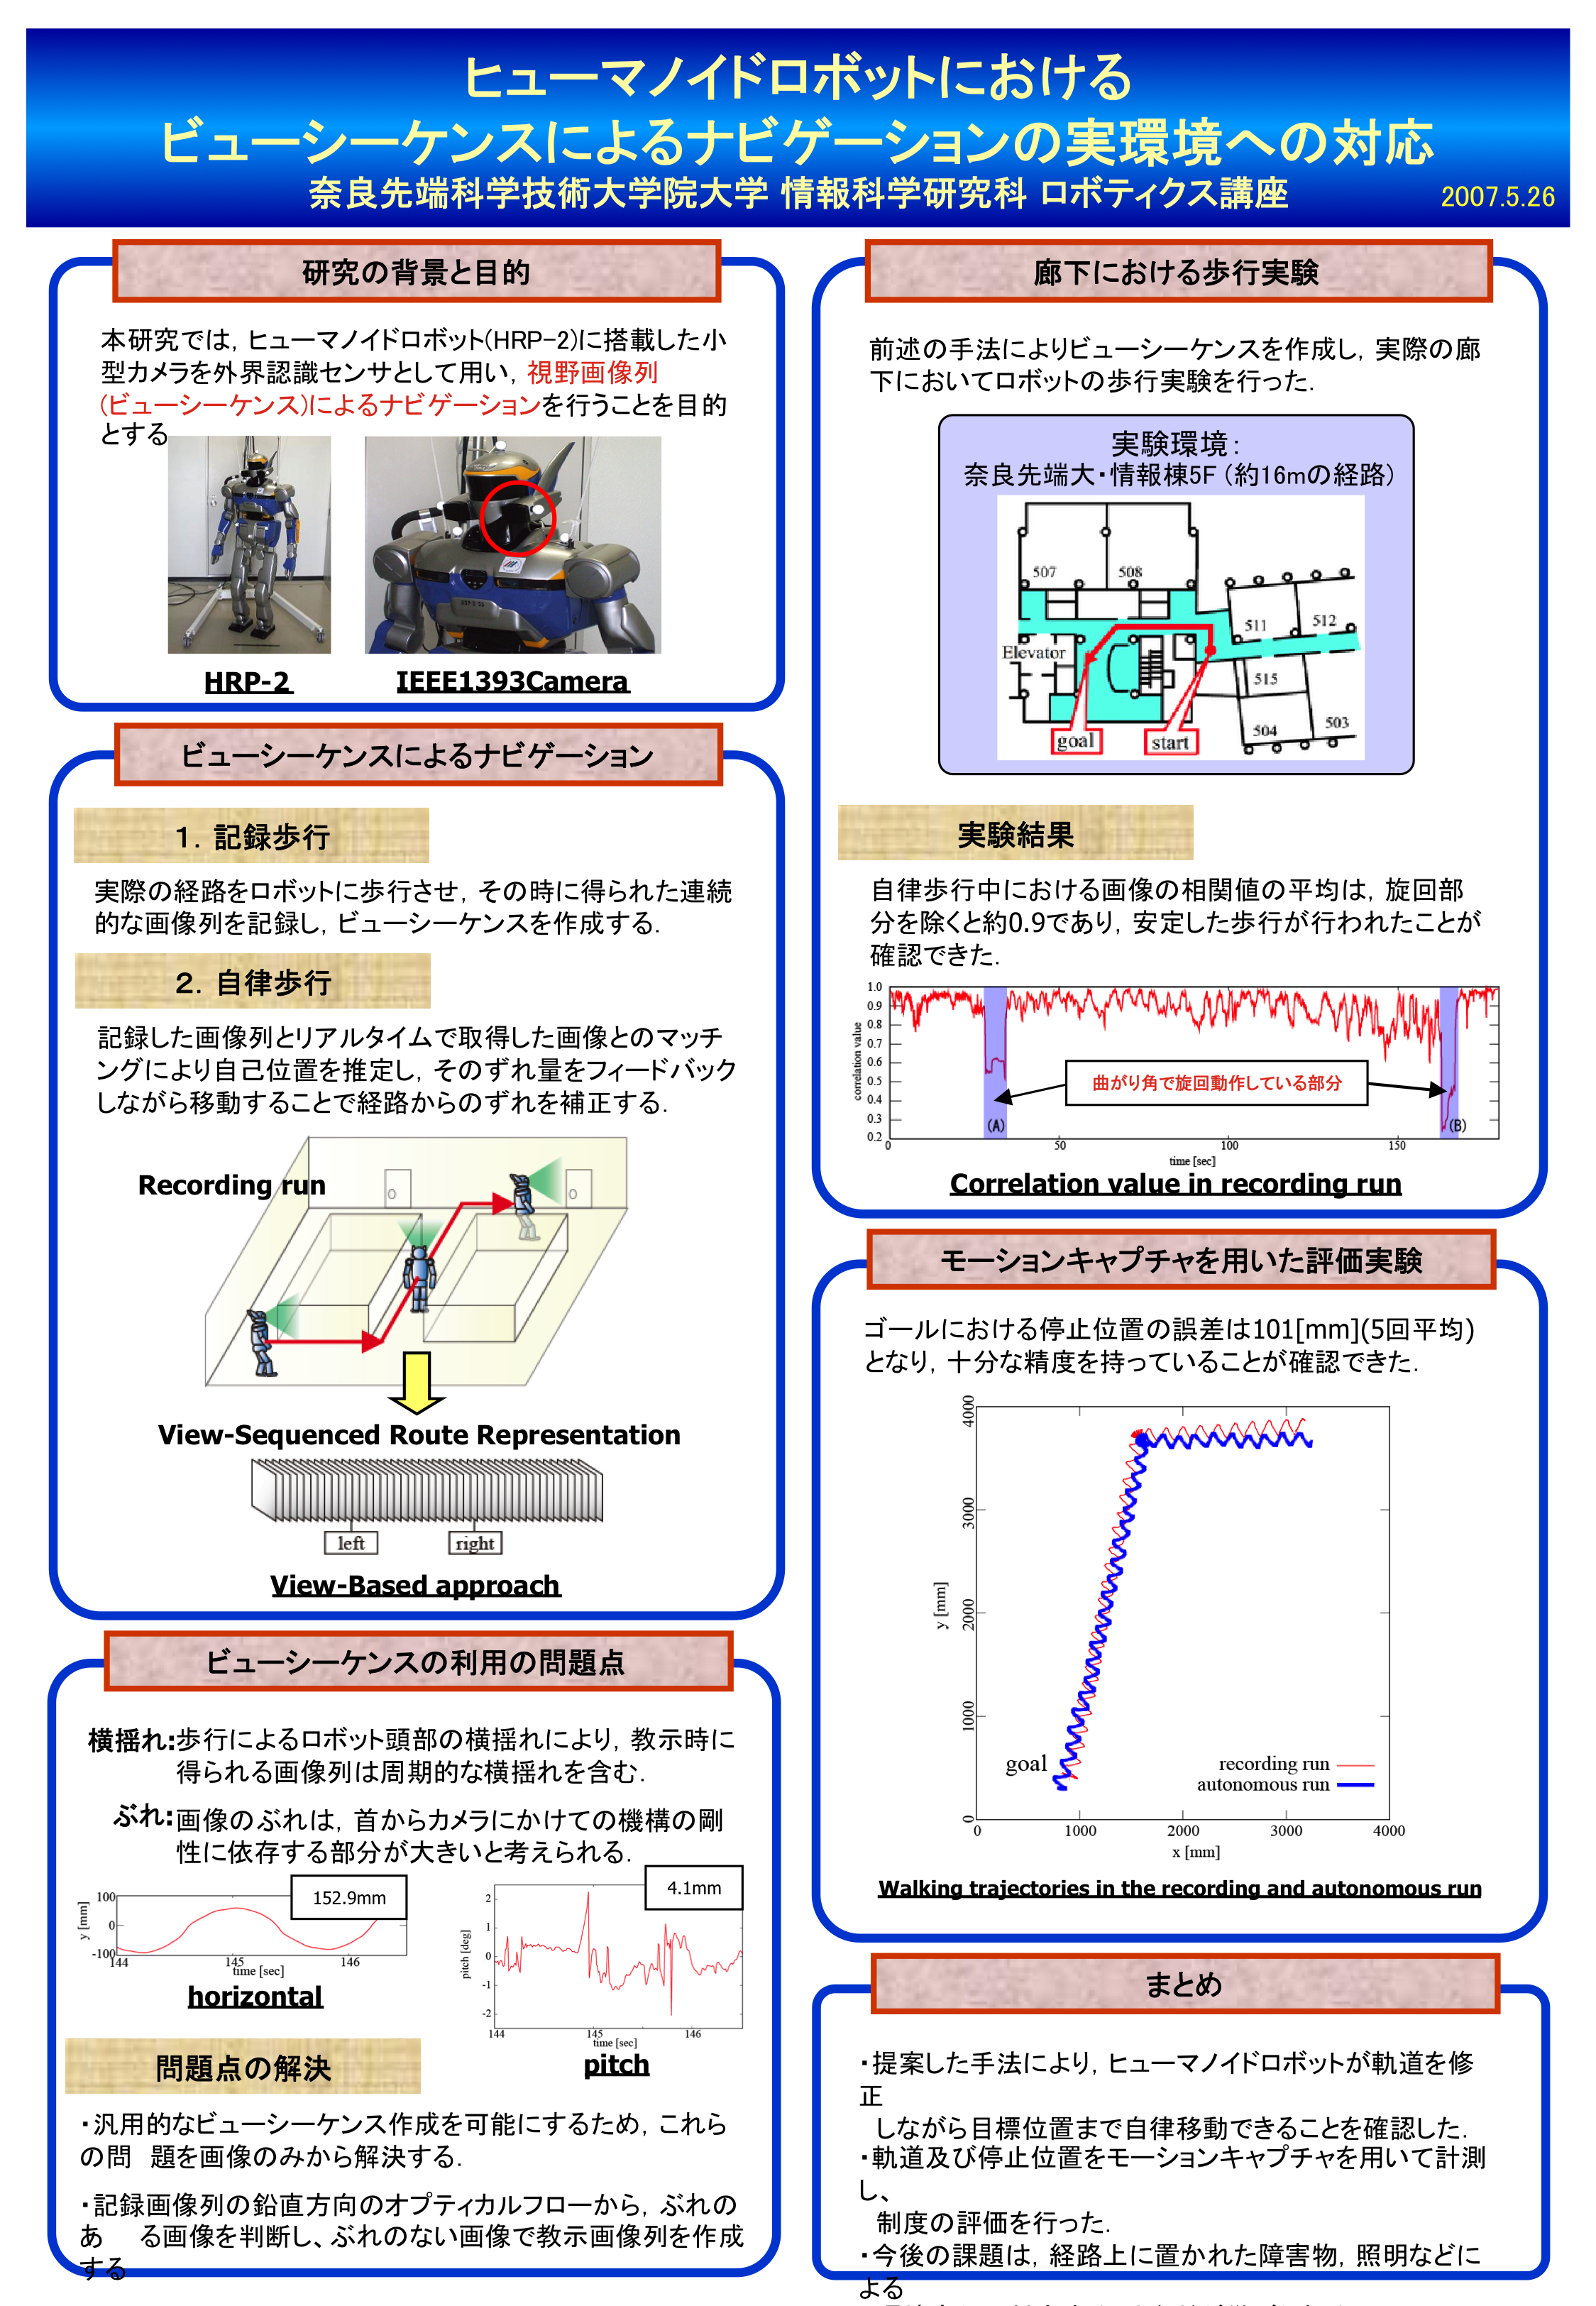 ヒューマノイドロボットにおける
ビューシーケンスによるナビゲーションの実環境への対応
奈良先端科学技術大学院大学 情報科学研究科 ロボティクス講座
2007.5.26
研究の背景と目的
本研究では, ヒューマノイドロボット(HRP-2)に搭載した小
型カメラを外界認識センサとして用い, 視野画像列
(ビューシーケンス)によるナビゲーションを行うことを目的
とする
HRP-2
IEEE1393Camera
ビューシーケンスによるナビゲーション
1. 記録歩行
実際の経路をロボットに歩行させ, その時に得られた連続
的な画像列を記録し, ビューシーケンスを作成する.
2. 自律歩行
記録した画像列とリアルタイムで取得した画像とのマッチ
ングにより自己位置を推定し, そのずれ量をフィードバック
しながら移動することで経路からのずれを補正する.
Recording run
View-Sequenced Route Representation
left
right
View-Based approach
ビューシーケンスの利用の問題点
横揺れ:歩行によるロボット頭部の横揺れにより, 教示時に
得られる画像列は周期的な横揺れを含む.
ぶれ:画像のぶれは, 首からカメラにかけての機構の剛
性に依存する部分が大きいと考えられる.
152.9mm
y [mm]
100
0
-100
144
145
146
time [sec]
horizontal
4.1mm
pitch [deg]
2
1
0
-1
-2
144
145
146
time [sec]
pitch
問題点の解決
・汎用的なビューシーケンス作成を可能にするため, これら
の問 題を画像のみから解決する.
・記録画像列の鉛直方向のオプティカルフローから, ぶれの
あ る画像を判断し、ぶれのない画像で教示画像列を作成
する
廊下における歩行実験
前述の手法によりビューシーケンスを作成し, 実際の廊
下においてロボットの歩行実験を行った.
実験環境:
奈良先端大・情報棟5F (約16mの経路)
507
508
511
512
Elevator
515
504
503
goal
start
実験結果
自律歩行中における画像の相関値の平均は, 旋回部
分を除くと約0.9であり, 安定した歩行が行われたことが
確認できた.
correlation value
1.0
0.9
0.8
0.7
0.6
0.5
0.4
0.3
0.2
曲がり角で旋回動作している部分
(A)
(B)
0
50
100
150
time [sec]
Correlation value in recording run
モーションキャプチャを用いた評価実験
ゴールにおける停止位置の誤差は101[mm](5回平均)
となり, 十分な精度を持っていることが確認できた.
y [mm]
4000
3000
2000
1000
0
goal
recording run
autonomous run
0
1000
2000
3000
4000
x [mm]
Walking trajectories in the recording and autonomous run
まとめ
・提案した手法により, ヒューマノイドロボットが軌道を修
正
しながら目標位置まで自律移動できることを確認した.
・軌道及び停止位置をモーションキャプチャを用いて計測
し、
制度の評価を行った.
・今後の課題は, 経路上に置かれた障害物, 照明などに
よる